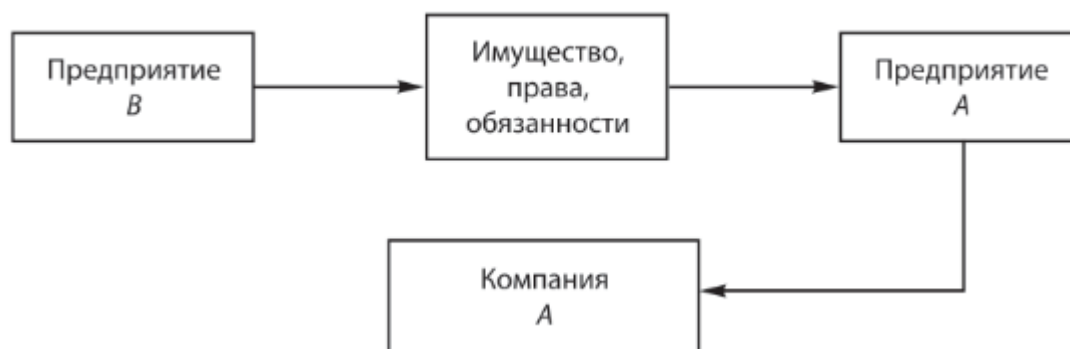 Предприятие
B
Имущество,
права,
обязанности
Предприятие
A
Компания
A